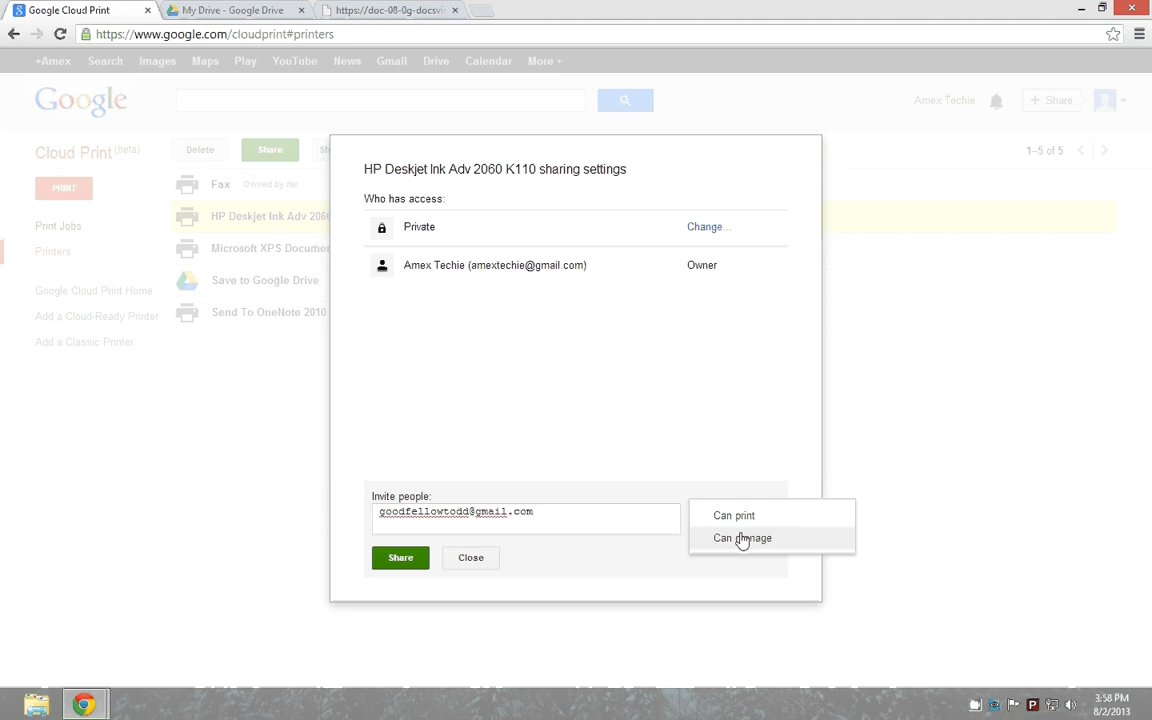 Google Cloud Print
My Drive - Google Drive
https://doc-08-0g-docsvi
https://www.google.com/cloudprint#printers
+Amex Search Images Maps Play YouTube News Gmail Drive Calendar More
Google
Amex Techie
+ Share
Cloud Print (beta)
Delete
Share
Sh
1–5 of 5
PRINT
Fax Owned by me
Print Jobs
HP Deskjet Ink Adv 2060
Printers
Microsoft XPS Documen
Save to Google Drive
Google Cloud Print Home
Send To OneNote 2010
Add a Cloud-Ready Printer
Add a Classic Printer
HP Deskjet Ink Adv 2060 K110 sharing settings
Who has access:
Private Change...
Amex Techie (amextechie@gmail.com) Owner
Invite people:
goodfellowtodd@gmail.com
Can print
Can manage
Share Close
3:58 PM
8/2/2013